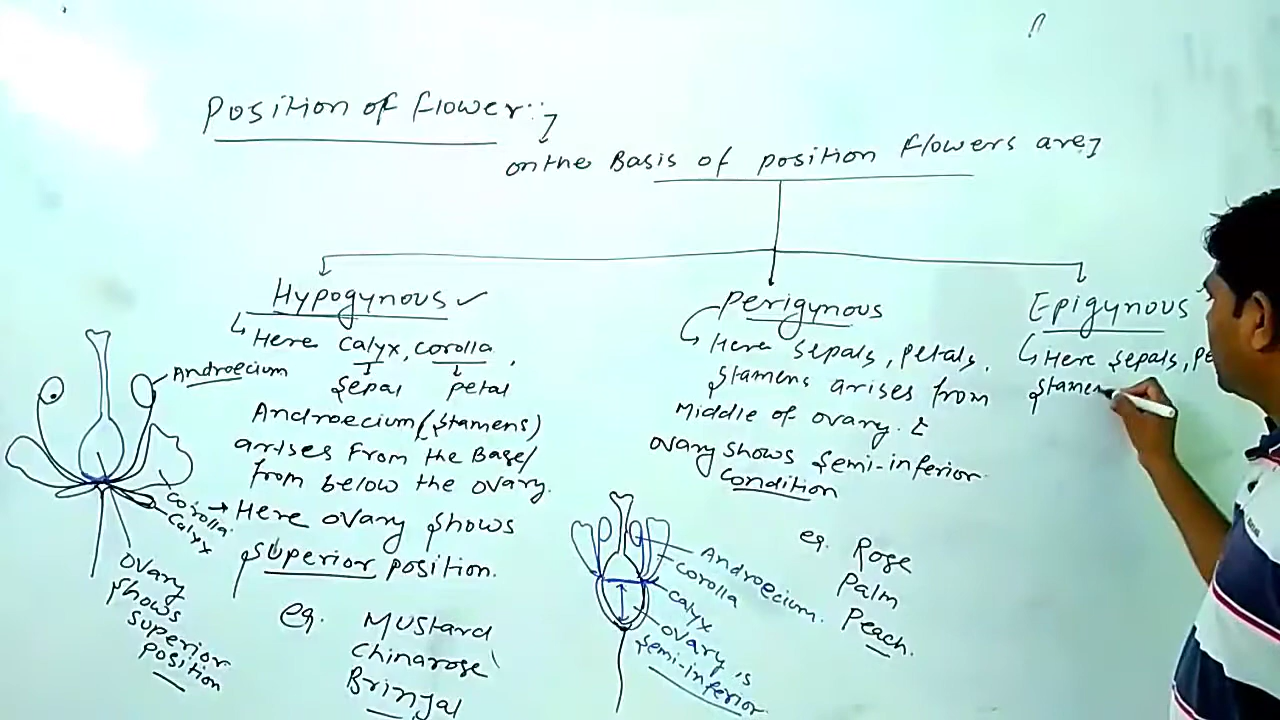 Position of flower:
on the Basis of position flowers are
Hypogynous
Here calyx, corolla,
sepal petal
Androecium (stamens)
arises from the Base/
from below the ovary.
Here ovary shows
superior position.
eg. Mustard
Chinarose
Brinjal
Androecium
corolla
calyx
ovary
shows
superior
position
Perigynous
Here sepals, petals,
stamens arises from
Middle of ovary. &
ovary shows semi-inferior
condition
eg. Rose
Palm
Peach.
Androecium.
corolla
calyx
ovary is
semi-inferior
Epigynous
Here sepals, pe
stamen